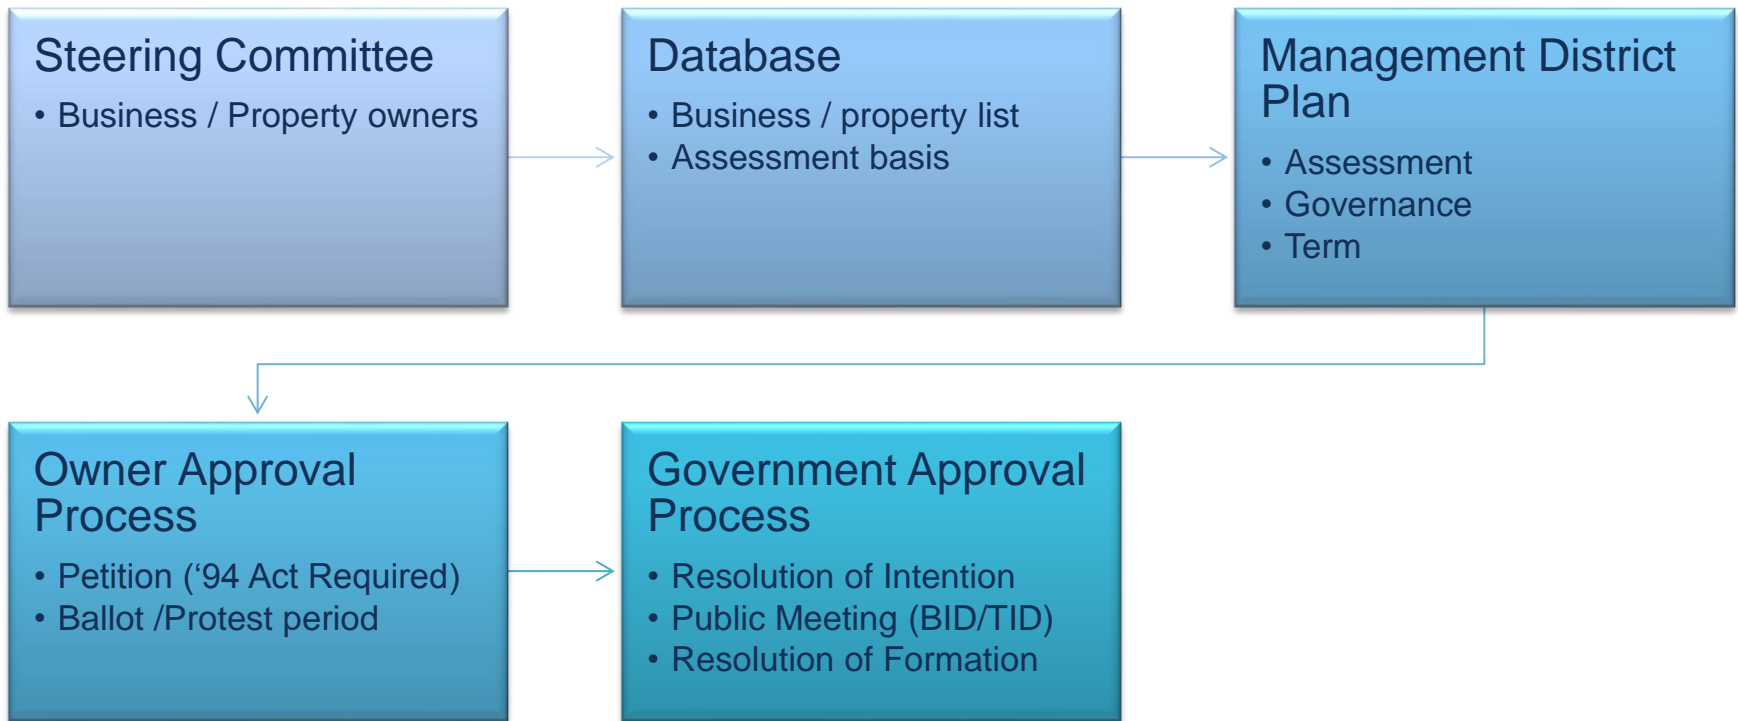 Steering Committee
• Business / Property owners
Database
• Business / property list
• Assessment basis
Management District
Plan
• Assessment
• Governance
• Term
Owner Approval
Process
• Petition (‘94 Act Required)
• Ballot /Protest period
Government Approval
Process
• Resolution of Intention
• Public Meeting (BID/TID)
• Resolution of Formation